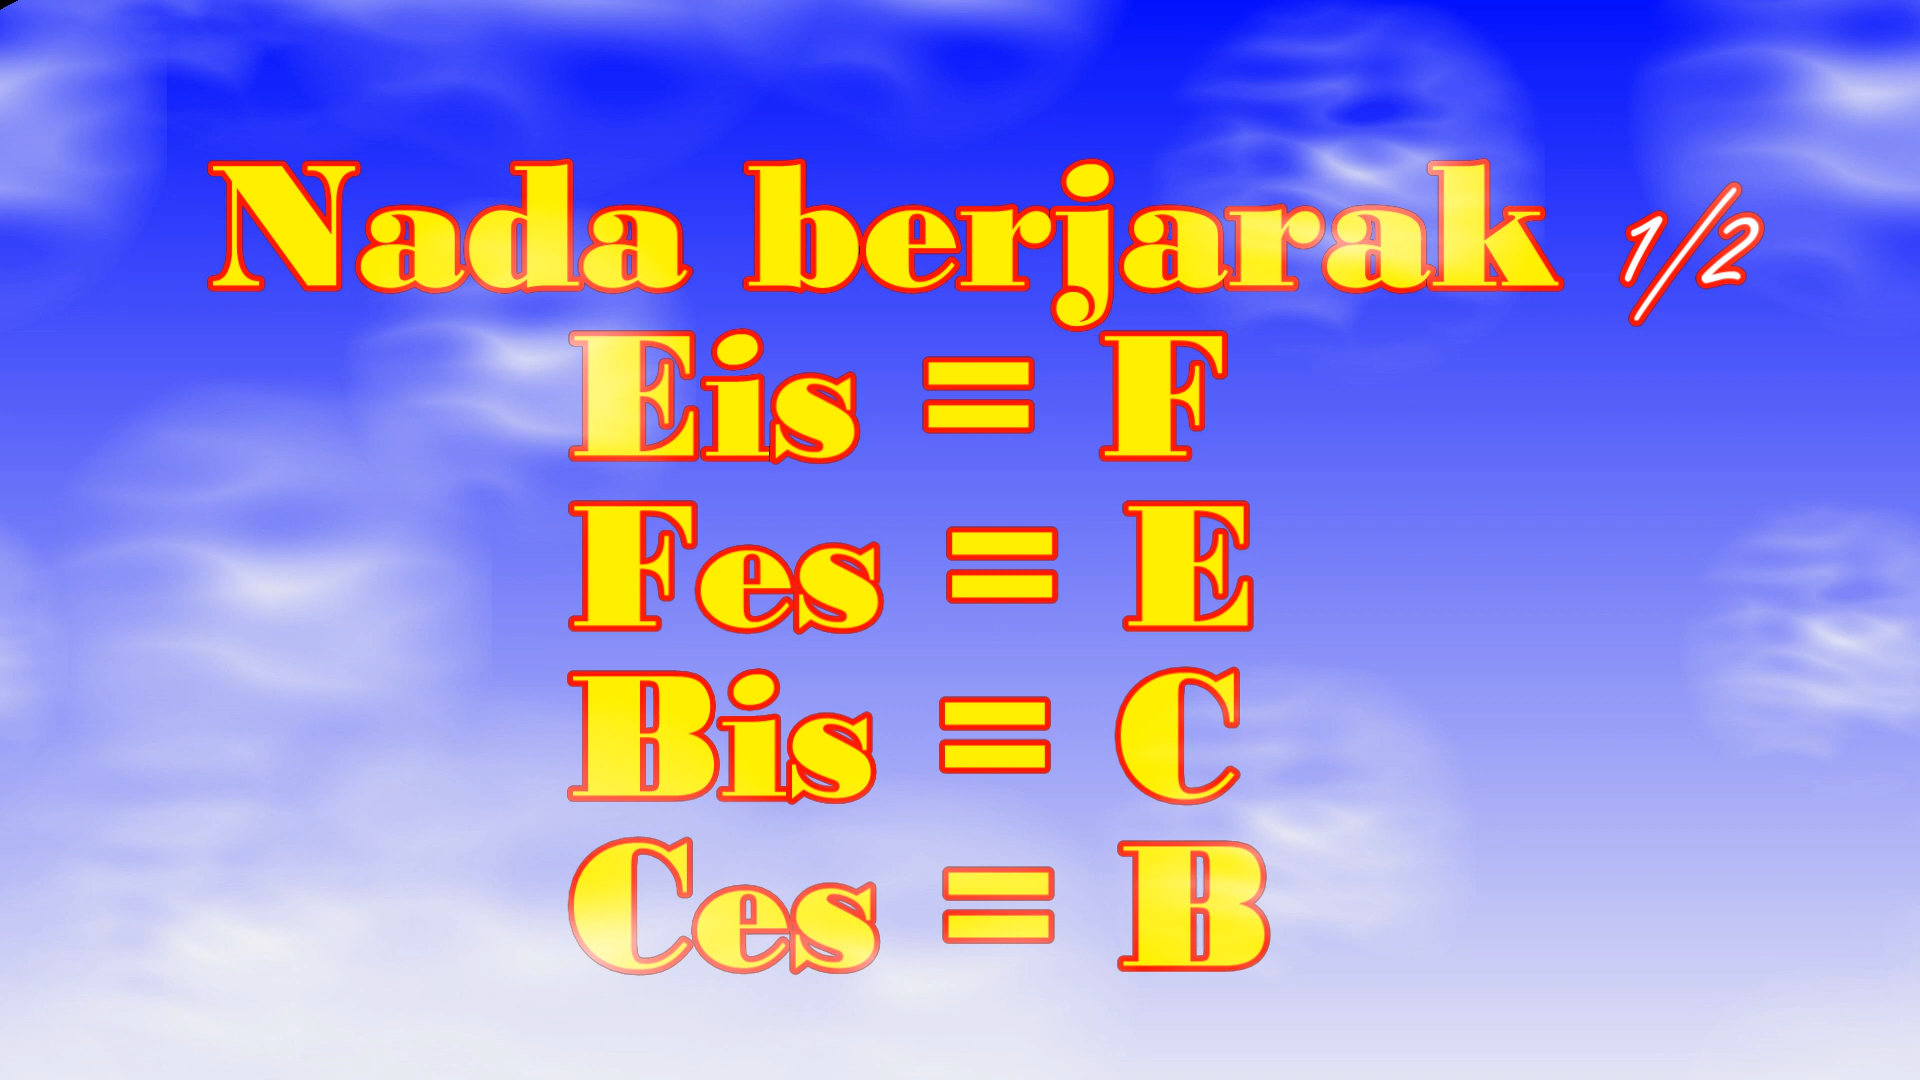 Nada berjarak 1/2
Eis = F
Fes = E
Bis = C
Ces = B